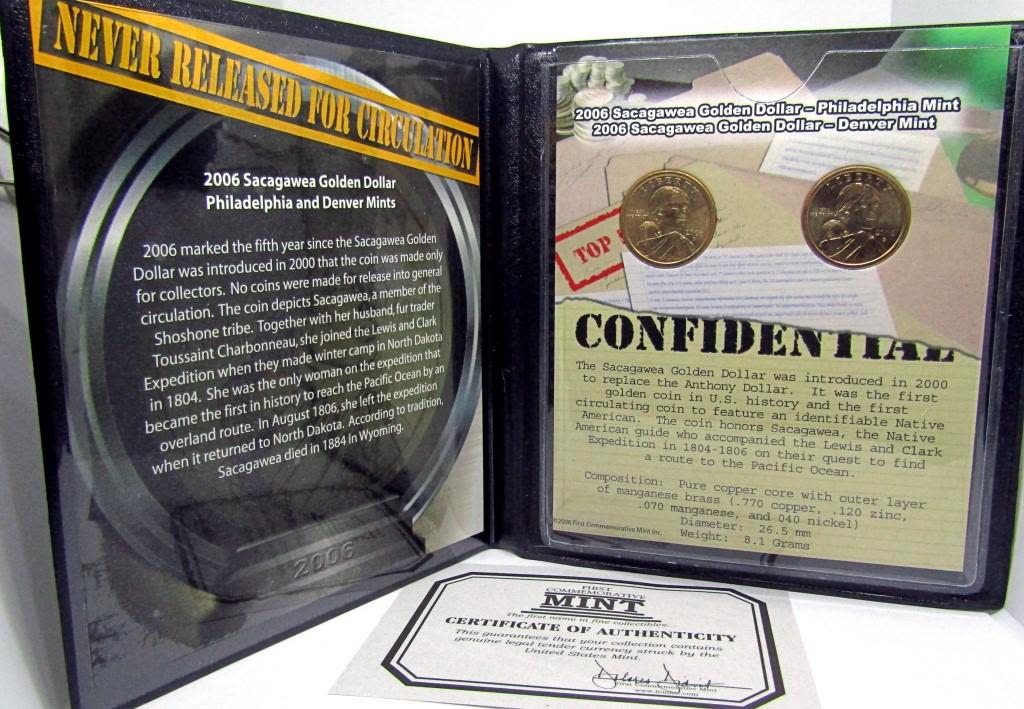 NEVER RELEASED FOR CIRCULATION
2006 Sacagawea Golden Dollar
Philadelphia and Denver Mints
2006 marked the fifth year since the Sacagawea Golden
Dollar was introduced in 2000 that the coin was made only
for collectors. No coins were made for release into general
circulation. The coin depicts Sacagawea, a member of the
Shoshone tribe. Together with her husband, fur trader
Toussaint Charbonneau, she joined the Lewis and Clark
Expedition when they made winter camp in North Dakota
in 1804. She was the only woman on the expedition that
became the first in history to reach the Pacific Ocean by an
overland route. In August 1806, she left the expedition
when it returned to North Dakota. According to tradition,
Sacagawea died in 1884 in Wyoming.
2006
2006 Sacagawea Golden Dollar – Philadelphia Mint
2006 Sacagawea Golden Dollar – Denver Mint
LIBERTY
LIBERTY
TOP
CONFIDENTIAL
The Sacagawea Golden Dollar was introduced in 2000
to replace the Anthony Dollar. It was the first
golden coin in U.S. history and the first
circulating coin to feature an identifiable Native
American. The coin honors Sacagawea, the Native
American guide who accompanied the Lewis and Clark
Expedition in 1804-1806 on their quest to find
a route to the Pacific Ocean.
Composition: Pure copper core with outer layer
of manganese brass (.770 copper, .120 zinc,
.070 manganese, and 040 nickel)
Diameter: 26.5 mm
Weight: 8.1 Grams
©2006 First Commemorative Mint Inc.
FIRST
COMMEMORATIVE
MINT
The first name in fine collectibles...
CERTIFICATE OF AUTHENTICITY
This guarantees that your collection contains
genuine legal tender currency struck by the
United States Mint.
First Commemorative Mint